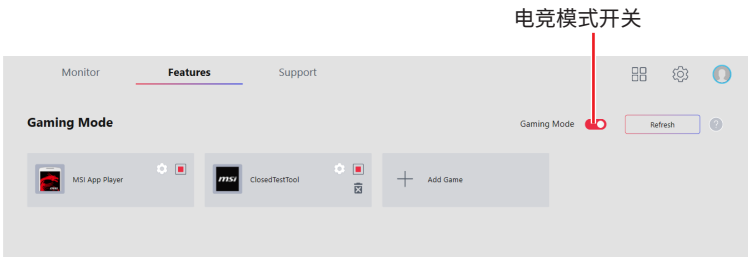 电竞模式开关
Monitor Features Support
Gaming Mode
Gaming Mode Refresh ?
MSI App Player
msi ClosedTestTool
Add Game